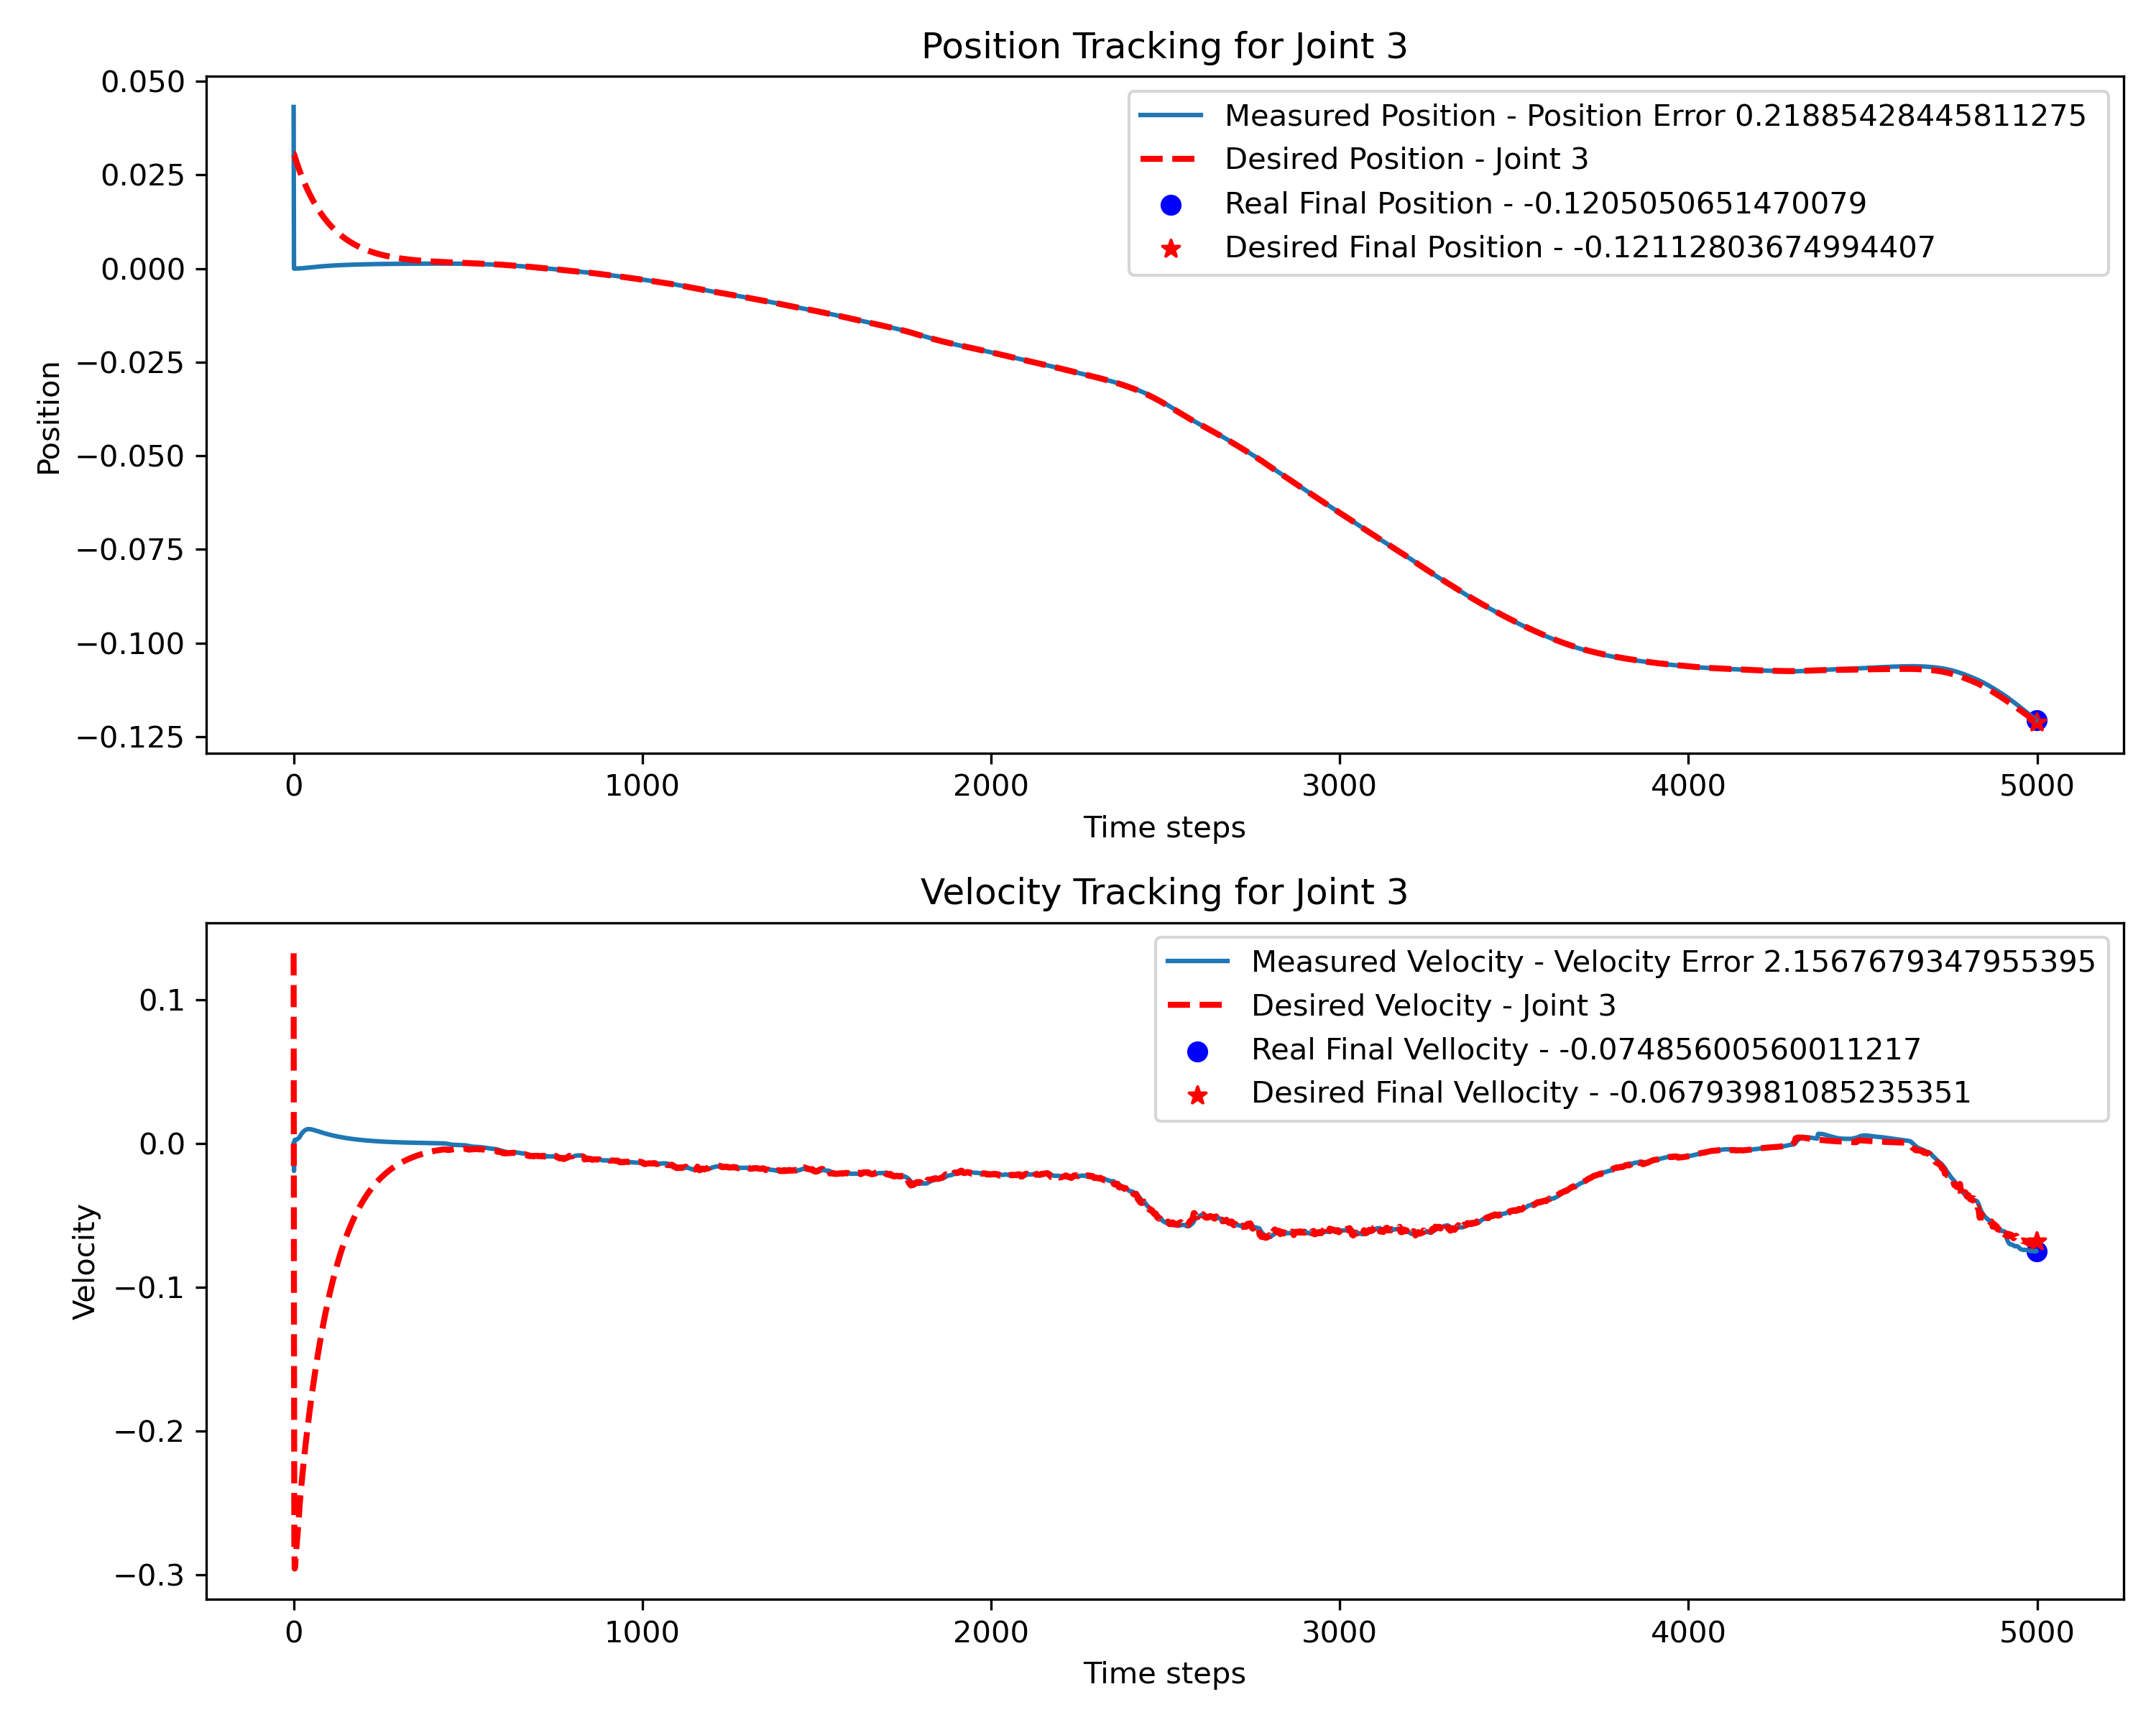 Position Tracking for Joint 3
0.050
0.025
0.000
−0.025
−0.050
−0.075
−0.100
−0.125
Position
Measured Position - Position Error 0.21885428445811275
Desired Position - Joint 3
Real Final Position - -0.1205050651470079
Desired Final Position - -0.12112803674994407
0 1000 2000 3000 4000 5000
Time steps
Velocity Tracking for Joint 3
0.1
0.0
−0.1
−0.2
−0.3
Velocity
Measured Velocity - Velocity Error 2.1567679347955395
Desired Velocity - Joint 3
Real Final Vellocity - -0.07485600560011217
Desired Final Vellocity - -0.06793981085235351
0 1000 2000 3000 4000 5000
Time steps